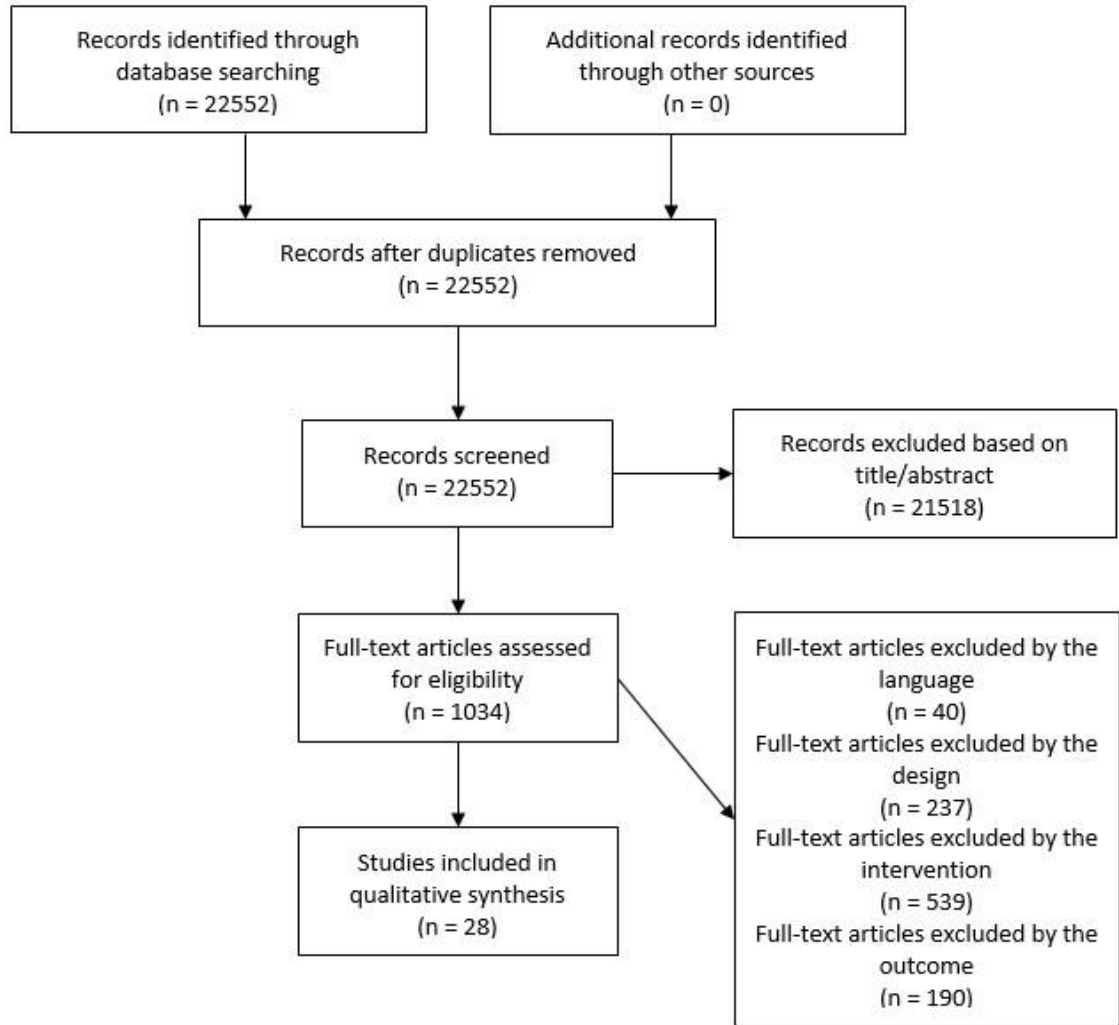 Records identified through
database searching
(n = 22552)
Additional records identified
through other sources
(n = 0)
Records after duplicates removed
(n = 22552)
Records screened
(n = 22552)
Records excluded based on
title/abstract
(n = 21518)
Full-text articles assessed
for eligibility
(n = 1034)
Full-text articles excluded by the
language
(n = 40)
Full-text articles excluded by the
design
(n = 237)
Full-text articles excluded by the
intervention
(n = 539)
Full-text articles excluded by the
outcome
(n = 190)
Studies included in
qualitative synthesis
(n = 28)